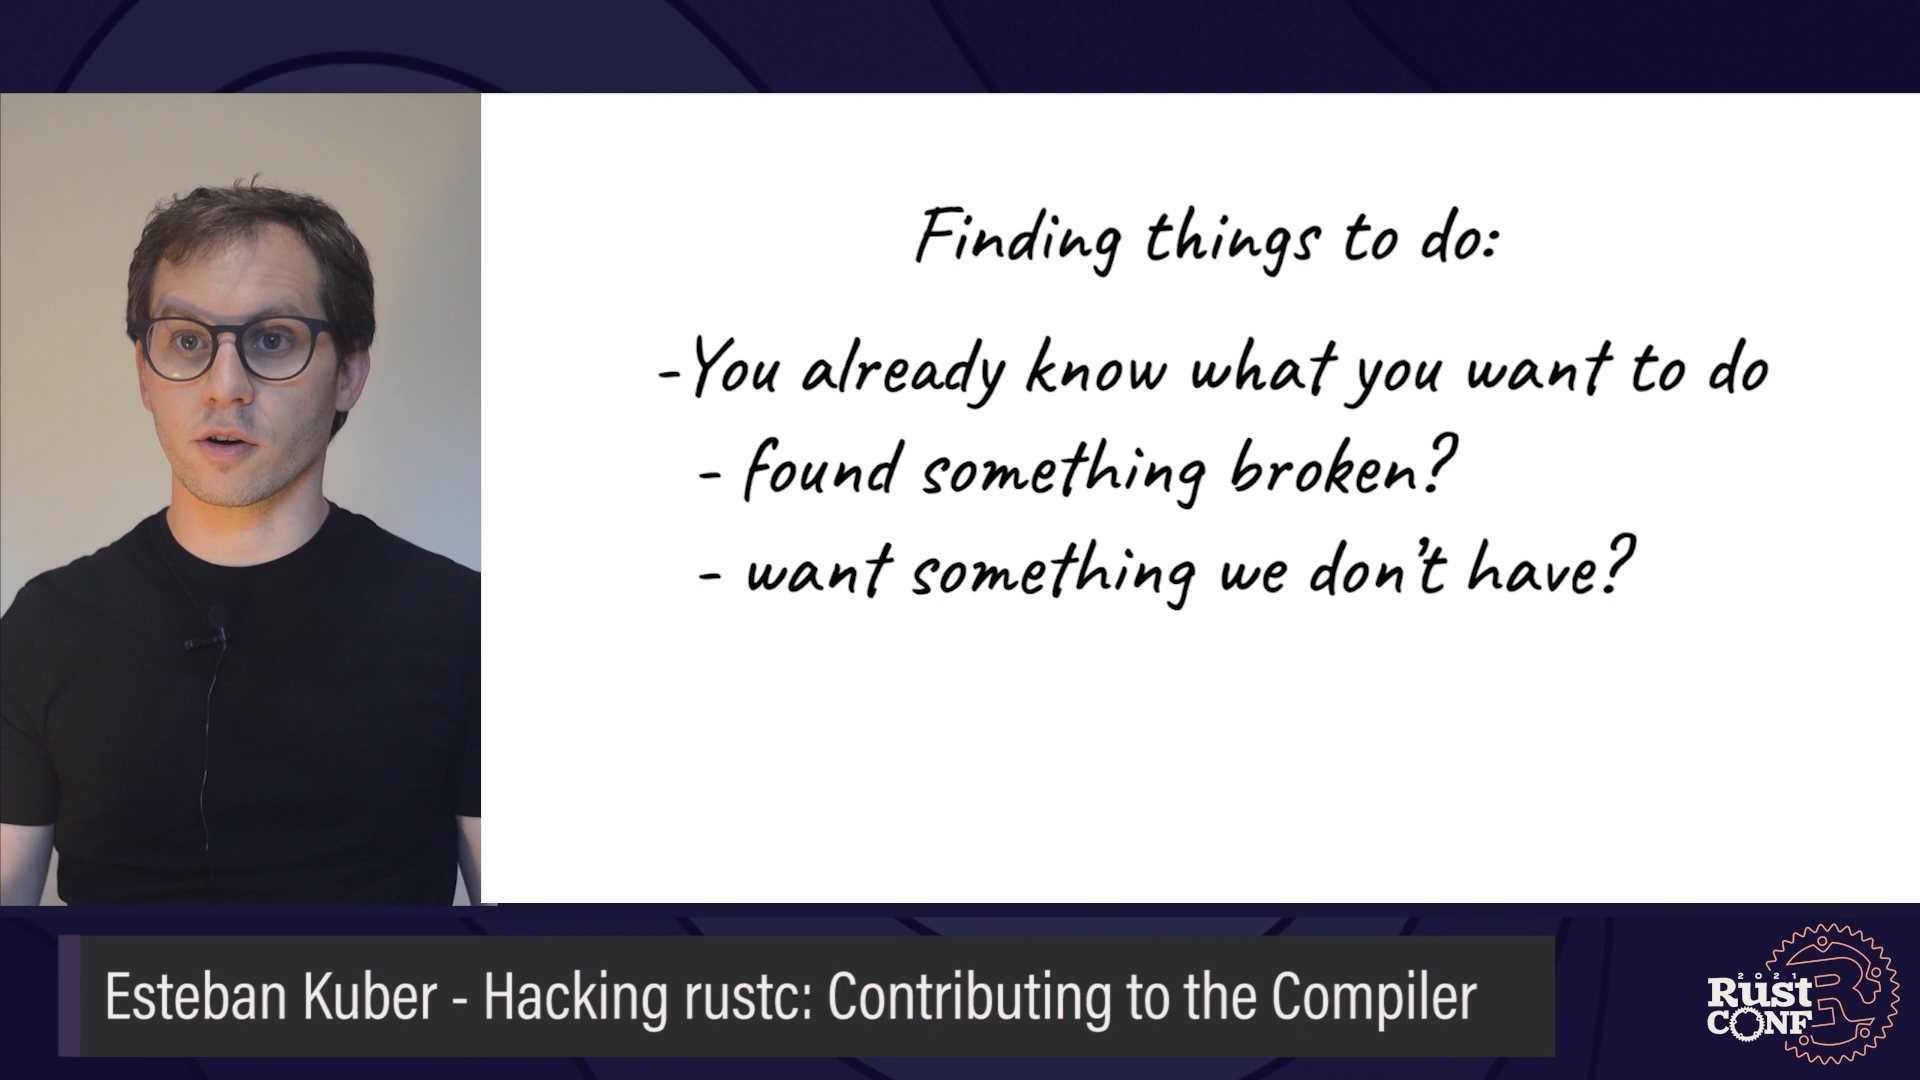 Finding things to do:
-You already know what you want to do
- found something broken?
- want something we don't have?
Esteban Kuber - Hacking rustc: Contributing to the Compiler
2021
Rust
CONF
R